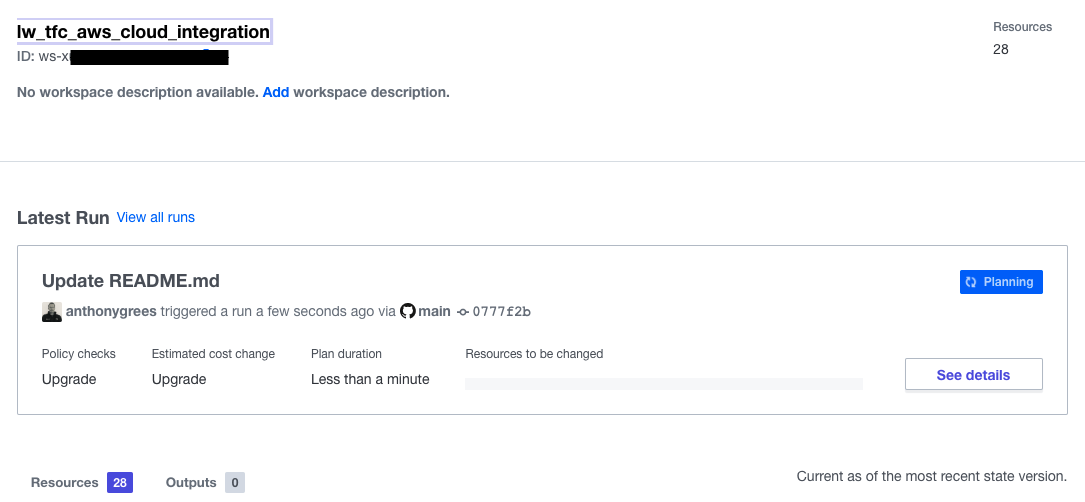 lw_tfc_aws_cloud_integration
Resources
ID: ws-x
28
No workspace description available. Add workspace description.
Latest Run View all runs
Update README.md
Planning
anthonygrees triggered a run a few seconds ago via main 0777f2b
Policy checks Estimated cost change Plan duration Resources to be changed
Upgrade Upgrade Less than a minute
See details
Resources 28 Outputs 0
Current as of the most recent state version.